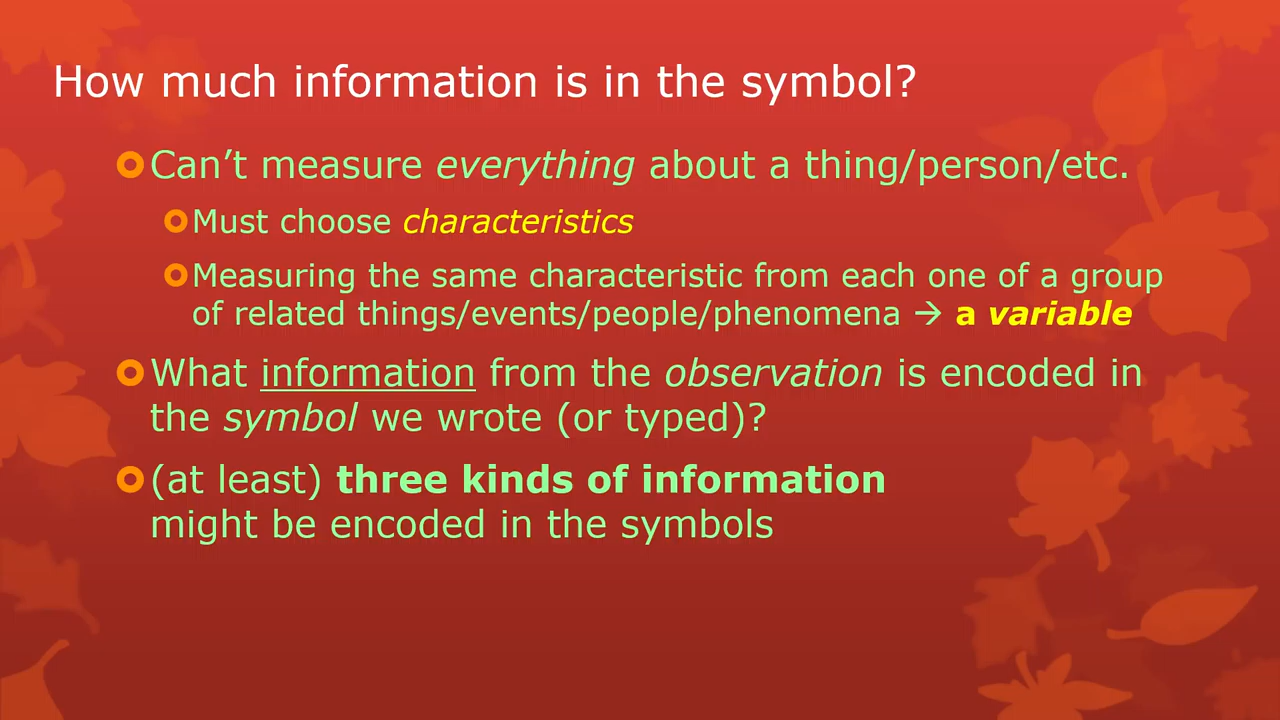 How much information is in the symbol?
Can’t measure everything about a thing/person/etc.
Must choose characteristics
Measuring the same characteristic from each one of a group
of related things/events/people/phenomena → a variable
What information from the observation is encoded in
the symbol we wrote (or typed)?
(at least) three kinds of information
might be encoded in the symbols